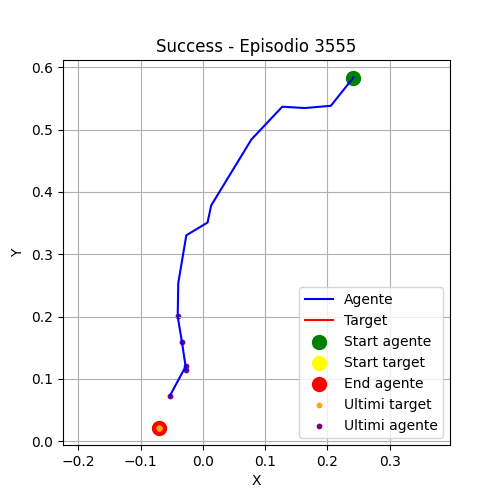 Success - Episodio 3555
0.6
0.5
0.4
0.3
0.2
0.1
0.0
Y
−0.2 −0.1 0.0 0.1 0.2 0.3
X
Agente
Target
Start agente
Start target
End agente
Ultimi target
Ultimi agente